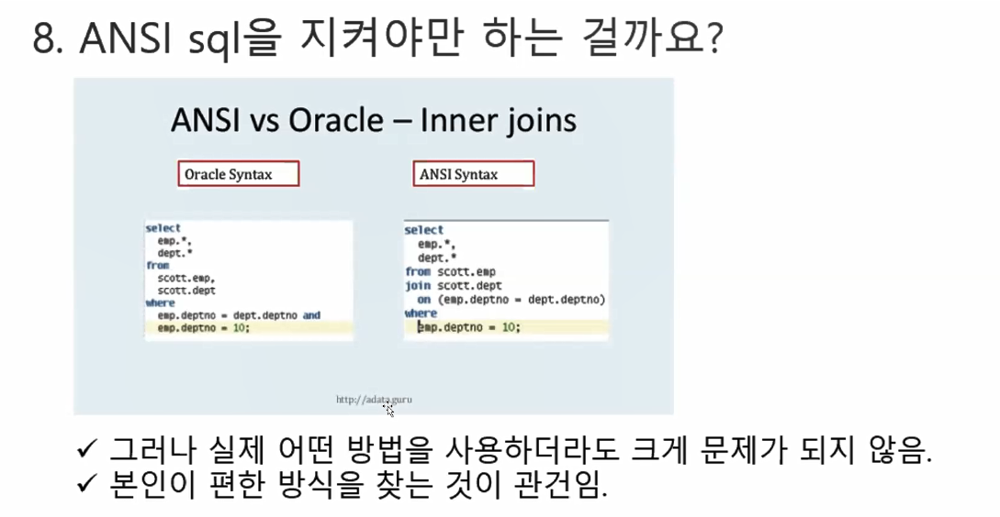 8. ANSI sql을 지켜야만 하는 걸까요?
ANSI vs Oracle – Inner joins
Oracle Syntax
select
emp.*,
dept.*
from
scott.emp,
scott.dept
where
emp.deptno = dept.deptno and
emp.deptno = 10;
ANSI Syntax
select
emp.*,
dept.*
from scott.emp
join scott.dept
on (emp.deptno = dept.deptno)
where
emp.deptno = 10;
http://adata.guru
✓ 그러나 실제 어떤 방법을 사용하더라도 크게 문제가 되지 않음.
✓ 본인이 편한 방식을 찾는 것이 관건임.